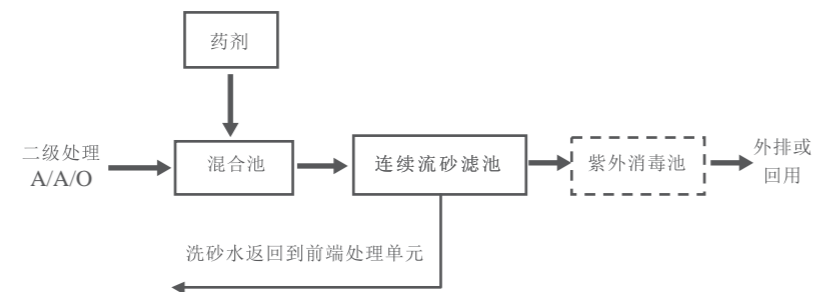 药剂
二级处理
A/A/O
混合池
连续流砂滤池
紫外消毒池
外排或
回用
洗砂水返回到前端处理单元